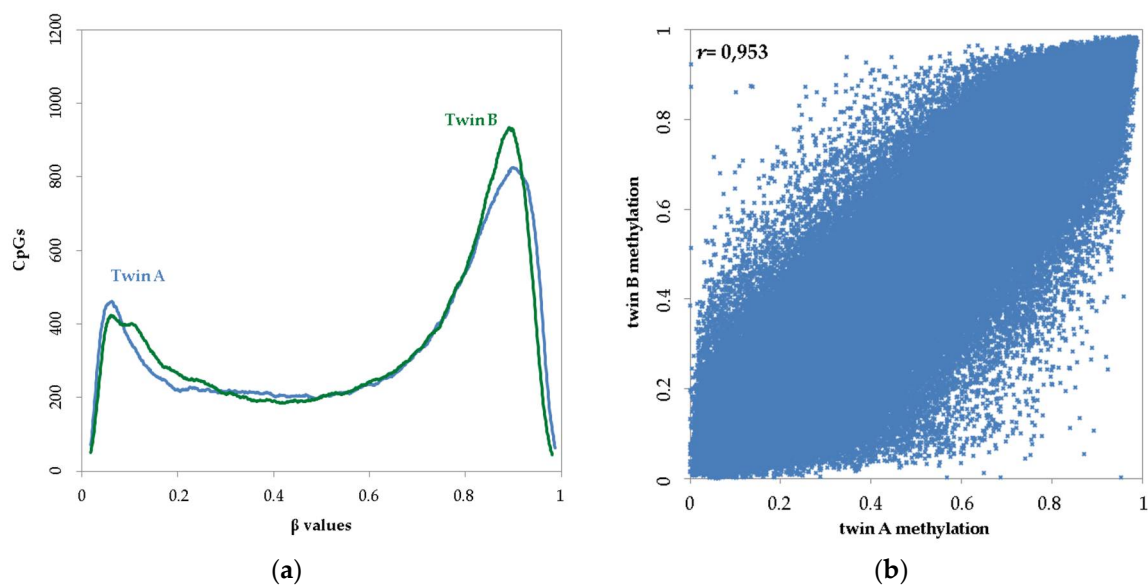 1200
1000
800
600
400
200
0
CpGs
Twin A
Twin B
0
0.2
0.4
0.6
0.8
1
β values
(a)
1
0.8
0.6
0.4
0.2
0
twin B methylation
r= 0,953
0
0.2
0.4
0.6
0.8
1
twin A methylation
(b)